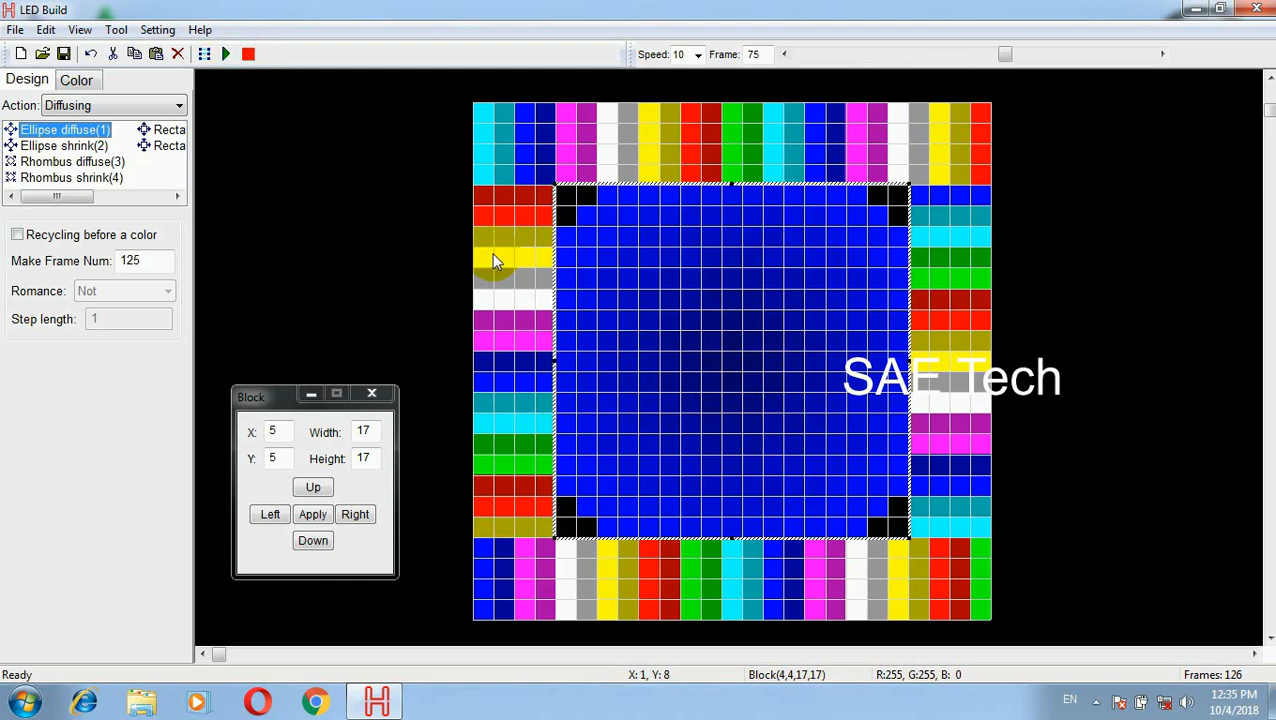 LED Build
File Edit View Tool Setting Help
Speed: 10 Frame: 75
Design Color
Action: Diffusing
Ellipse diffuse(1) Recta
Ellipse shrink(2) Recta
Rhombus diffuse(3)
Rhombus shrink(4)
Recycling before a color
Make Frame Num: 125
Romance: Not
Step length: 1
SAE Tech
Block
X: 5 Width: 17
Y: 5 Height: 17
Up
Left Apply Right
Down
Ready X: 1, Y: 8 Block(4,4,17,17) R:255, G:255, B: 0 Frames: 126
EN 12:35 PM
10/4/2018